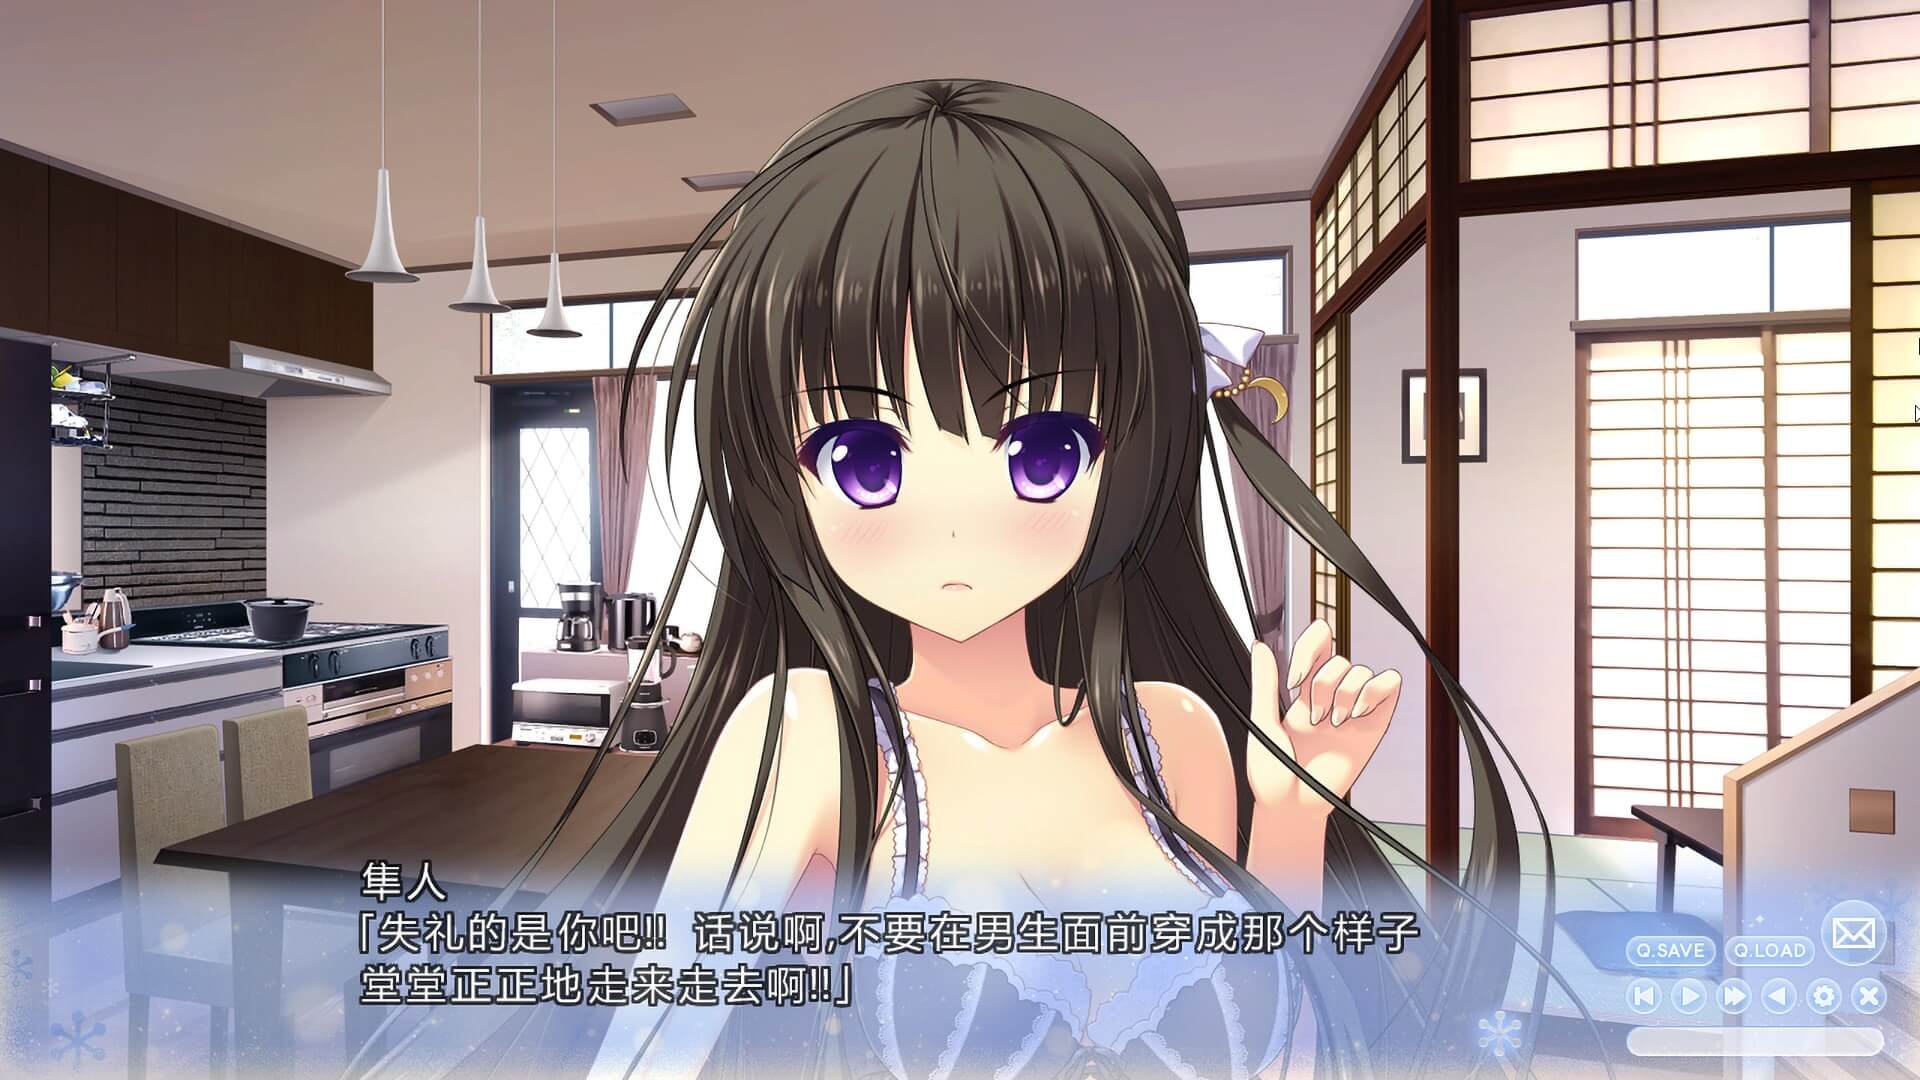 隼人
「失礼的是你吧!! 话说啊,不要在男生面前穿成那个样子
堂堂正正地走来走去啊!!」
Q.SAVE Q.LOAD